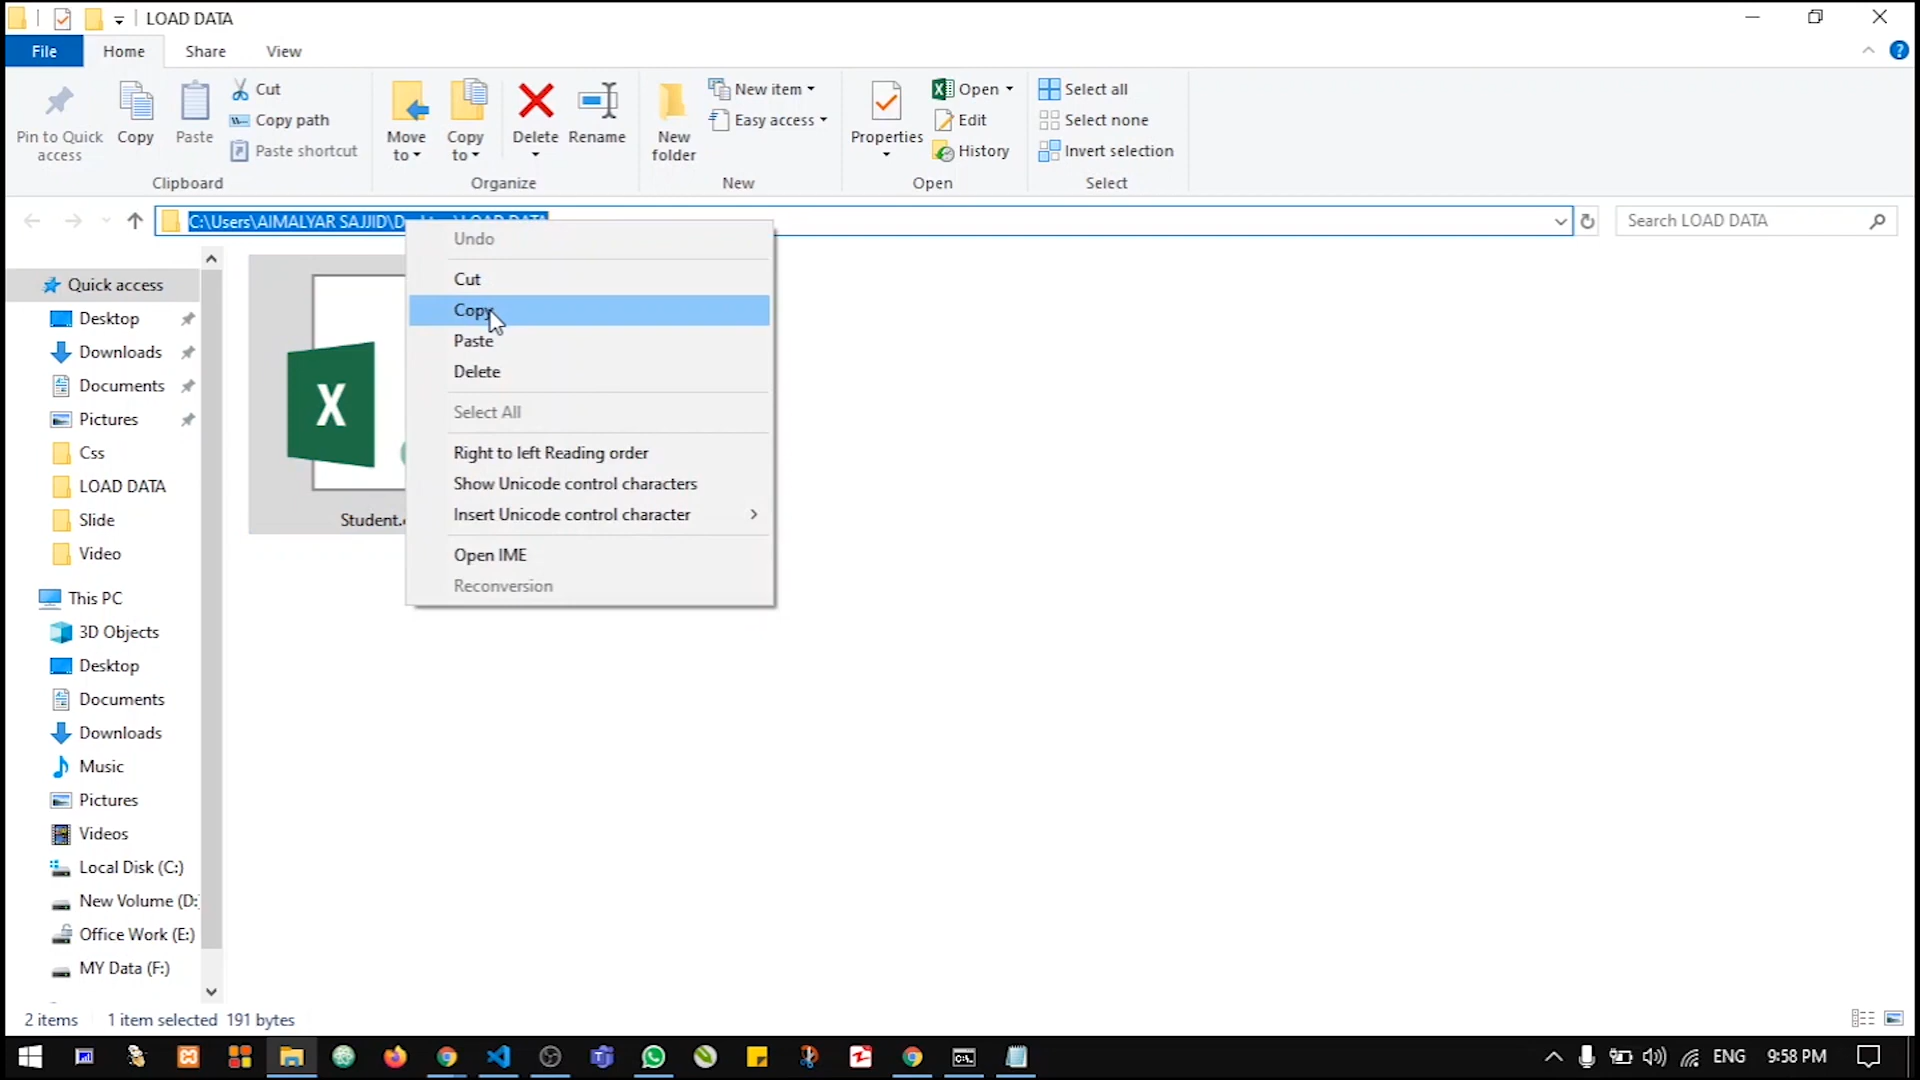 LOAD DATA
File Home Share View
Pin to Quick access
Copy
Paste
Cut
Copy path
Paste shortcut
Clipboard
Move to
Copy to
Delete
Rename
Organize
New folder
New item
Easy access
New
Properties
Open
Edit
History
Open
Select all
Select none
Invert selection
Select
C:\Users\AIMALYAR SAJJID\Desktop\LOAD DATA
Search LOAD DATA
Quick access
Desktop
Downloads
Documents
Pictures
Css
LOAD DATA
Slide
Video
This PC
3D Objects
Desktop
Documents
Downloads
Music
Pictures
Videos
Local Disk (C:)
New Volume (D:
Office Work (E:)
MY Data (F:)
X
Student.
Undo
Cut
Copy
Paste
Delete
Select All
Right to left Reading order
Show Unicode control characters
Insert Unicode control character
Open IME
Reconversion
2 items 1 item selected 191 bytes
ENG 9:58 PM